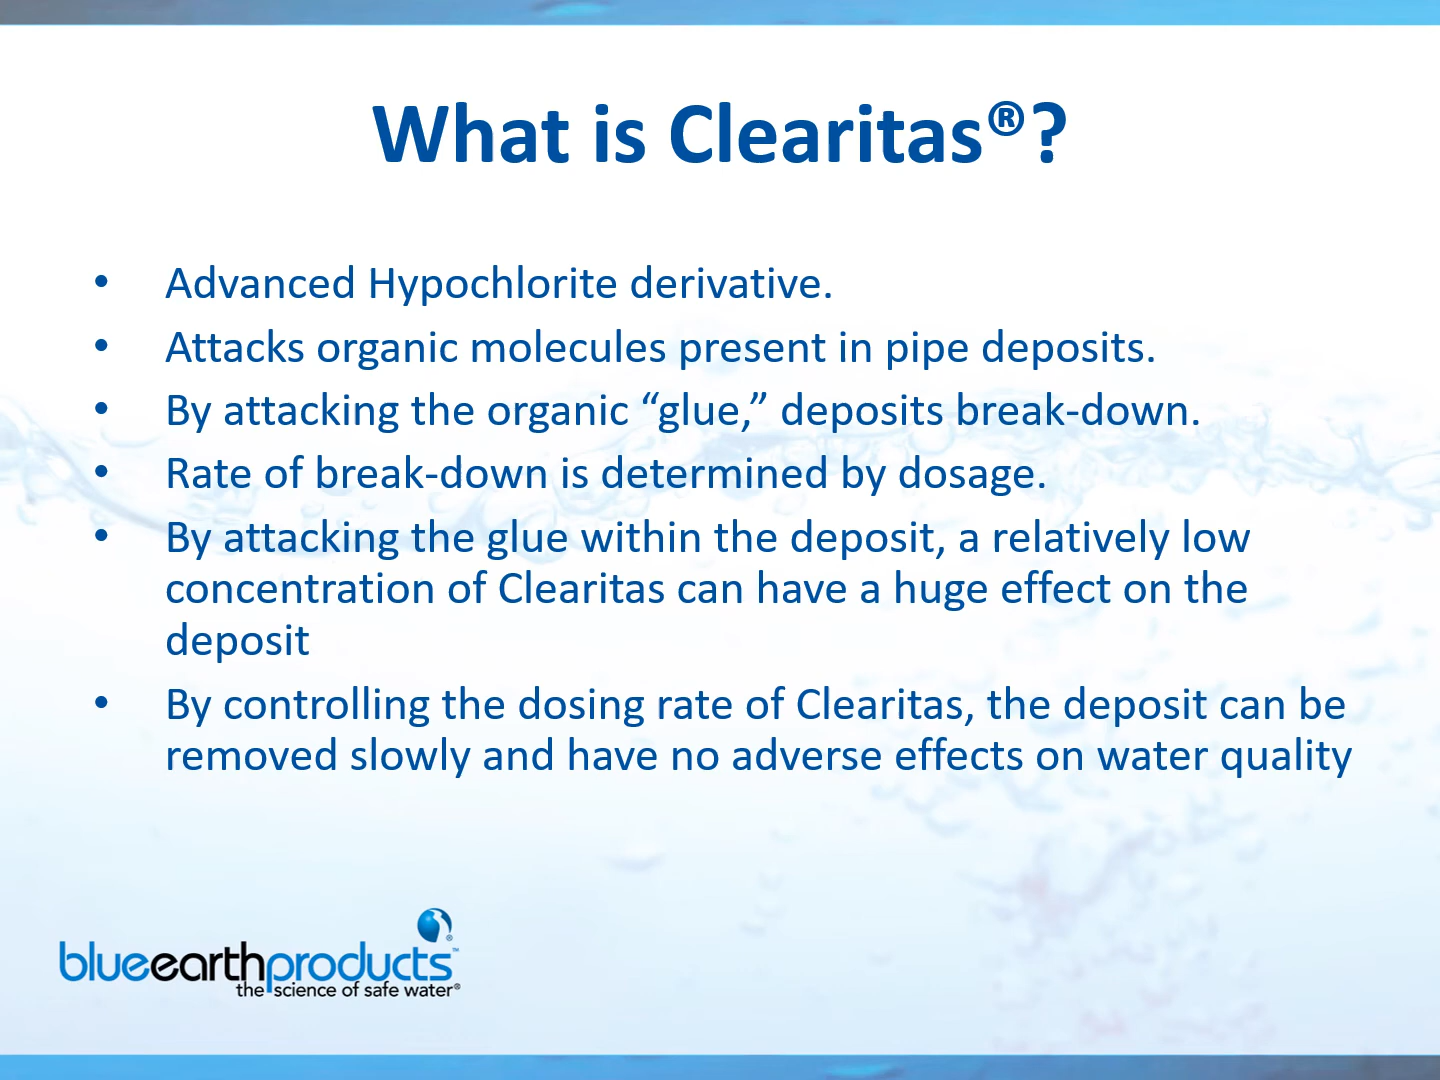 What is Clearitas®?
• Advanced Hypochlorite derivative.
• Attacks organic molecules present in pipe deposits.
• By attacking the organic “glue,” deposits break-down.
• Rate of break-down is determined by dosage.
• By attacking the glue within the deposit, a relatively low
concentration of Clearitas can have a huge effect on the
deposit
• By controlling the dosing rate of Clearitas, the deposit can be
removed slowly and have no adverse effects on water quality
blueearthproducts™
the science of safe water®